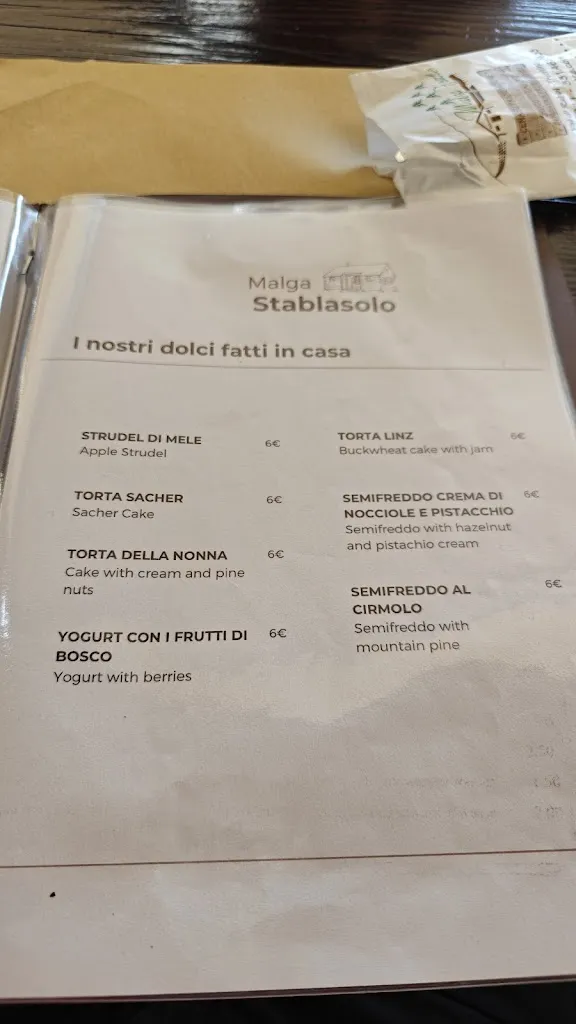 Malga
Stablasolo
I nostri dolci fatti in casa
STRUDEL DI MELE 6€
Apple Strudel
TORTA SACHER 6€
Sacher Cake
TORTA DELLA NONNA 6€
Cake with cream and pine
nuts
YOGURT CON I FRUTTI DI 6€
BOSCO
Yogurt with berries
TORTA LINZ 6€
Buckwheat cake with jam
SEMIFREDDO CREMA DI 6€
NOCCIOLE E PISTACCHIO
Semifreddo with hazelnut
and pistachio cream
SEMIFREDDO AL 6€
CIRMOLO
Semifreddo with
mountain pine